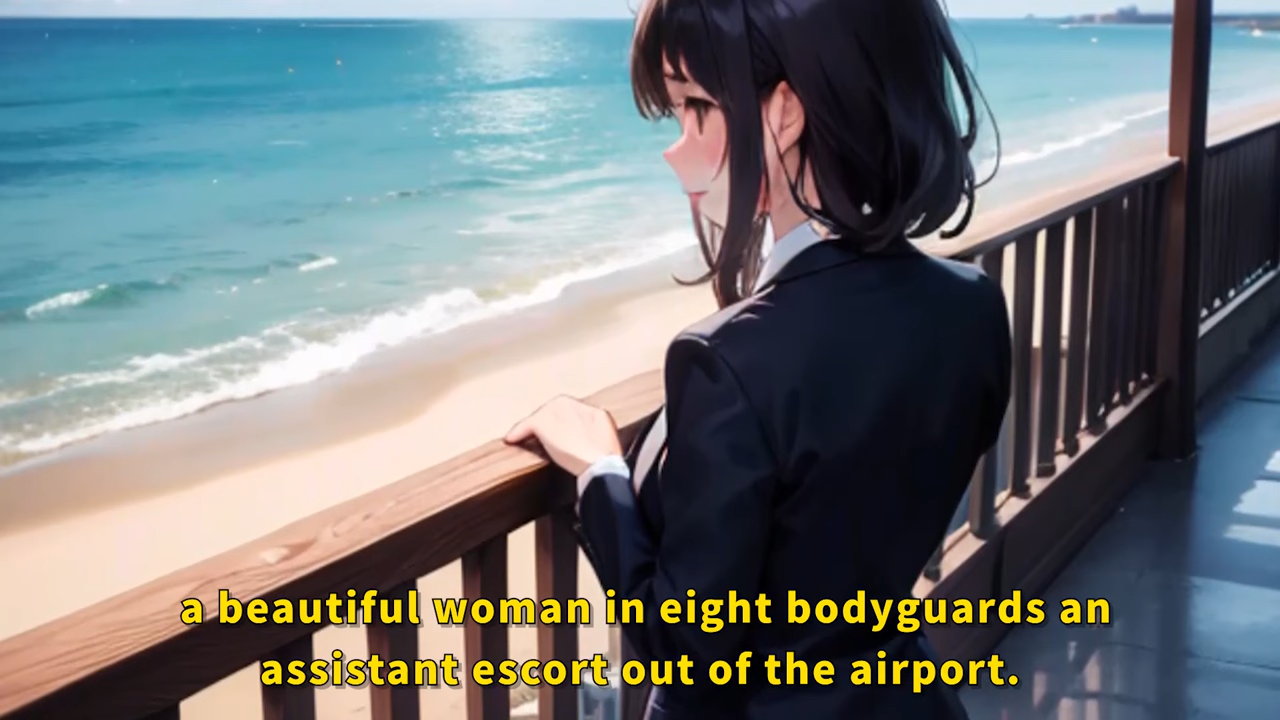 a beautiful woman in eight bodyguards an
assistant escort out of the airport.